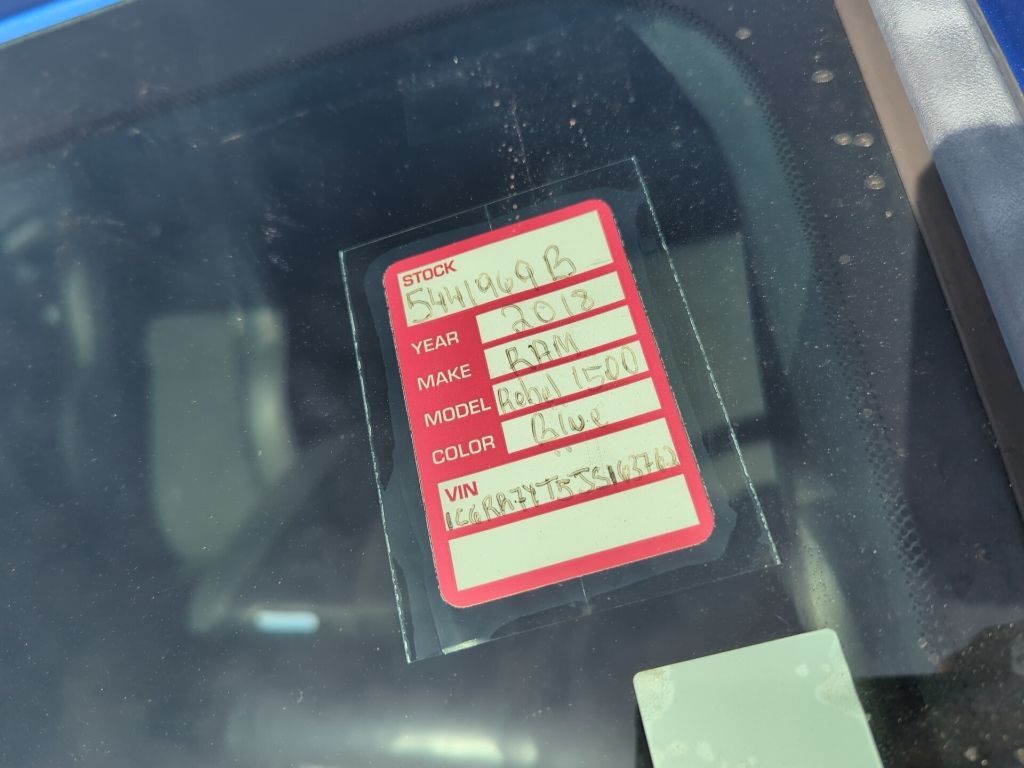 STOCK
5441969B
YEAR 2018
MAKE RAM
MODEL Rebel 1500
COLOR Blue
VIN
1C6RR7YT5JS163762